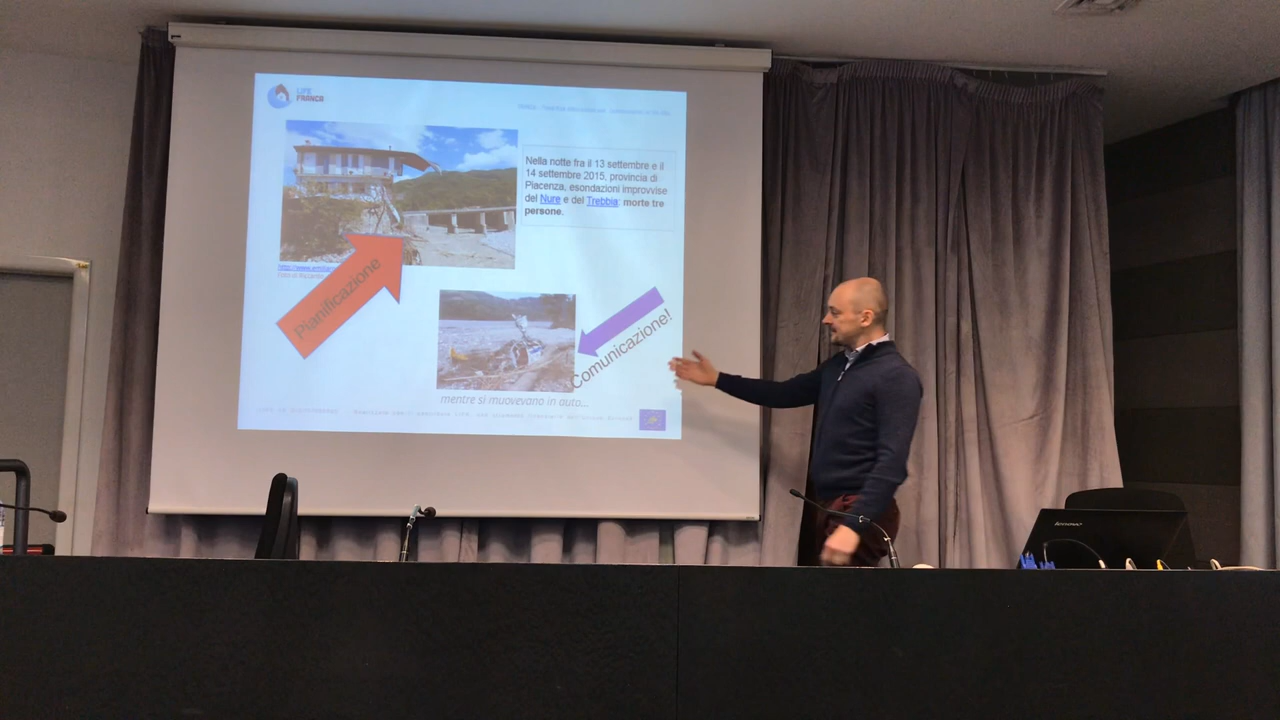 LIFE
FRANCA
Nella notte fra il 13 settembre e il
14 settembre 2015, provincia di
Piacenza, esondazioni improvvise
del Nure e del Trebbia: morte tre
persone.
Pianificazione
Comunicazione!
mentre si muovevano in auto...
lenovo